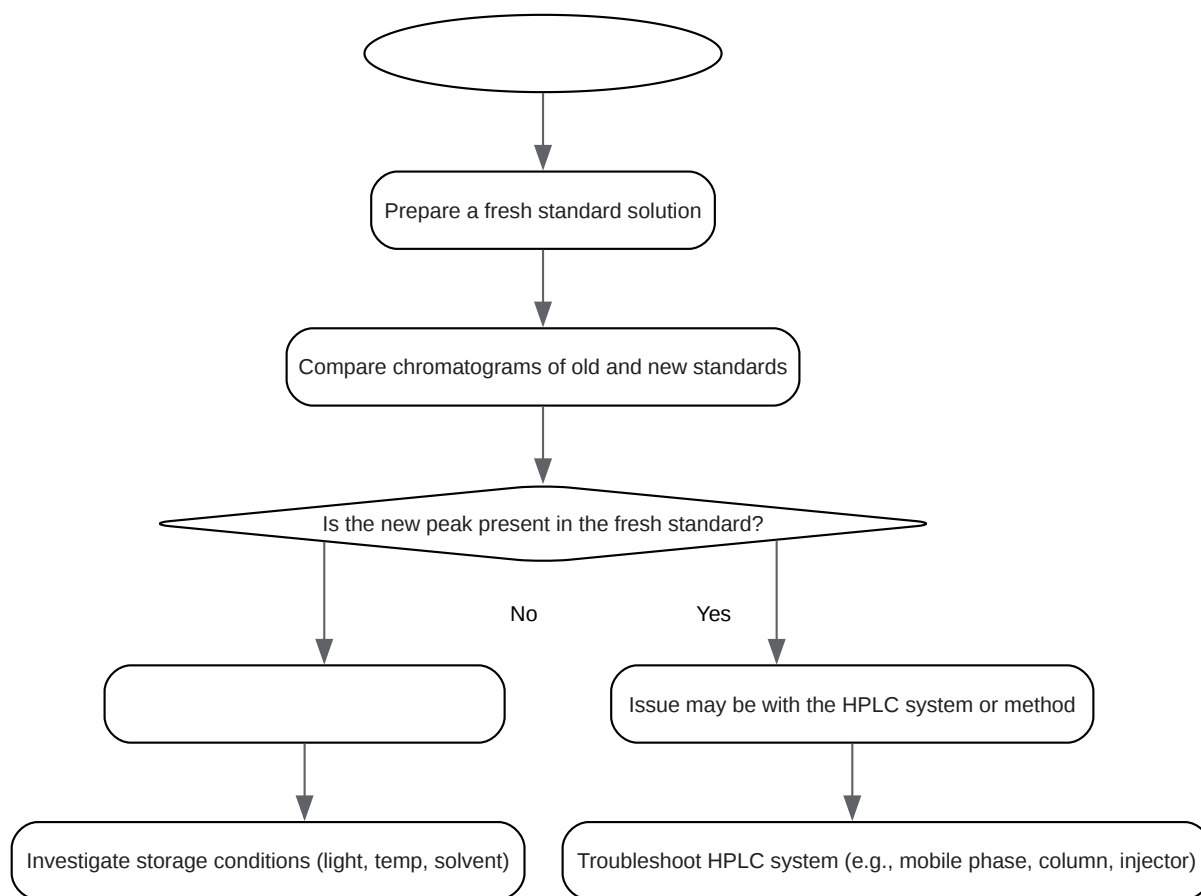 Prepare a fresh standard solution
Compare chromatograms of old and new standards
Is the new peak present in the fresh standard?
No
Yes
Issue may be with the HPLC system or method
Investigate storage conditions (light, temp, solvent)
Troubleshoot HPLC system (e.g., mobile phase, column, injector)